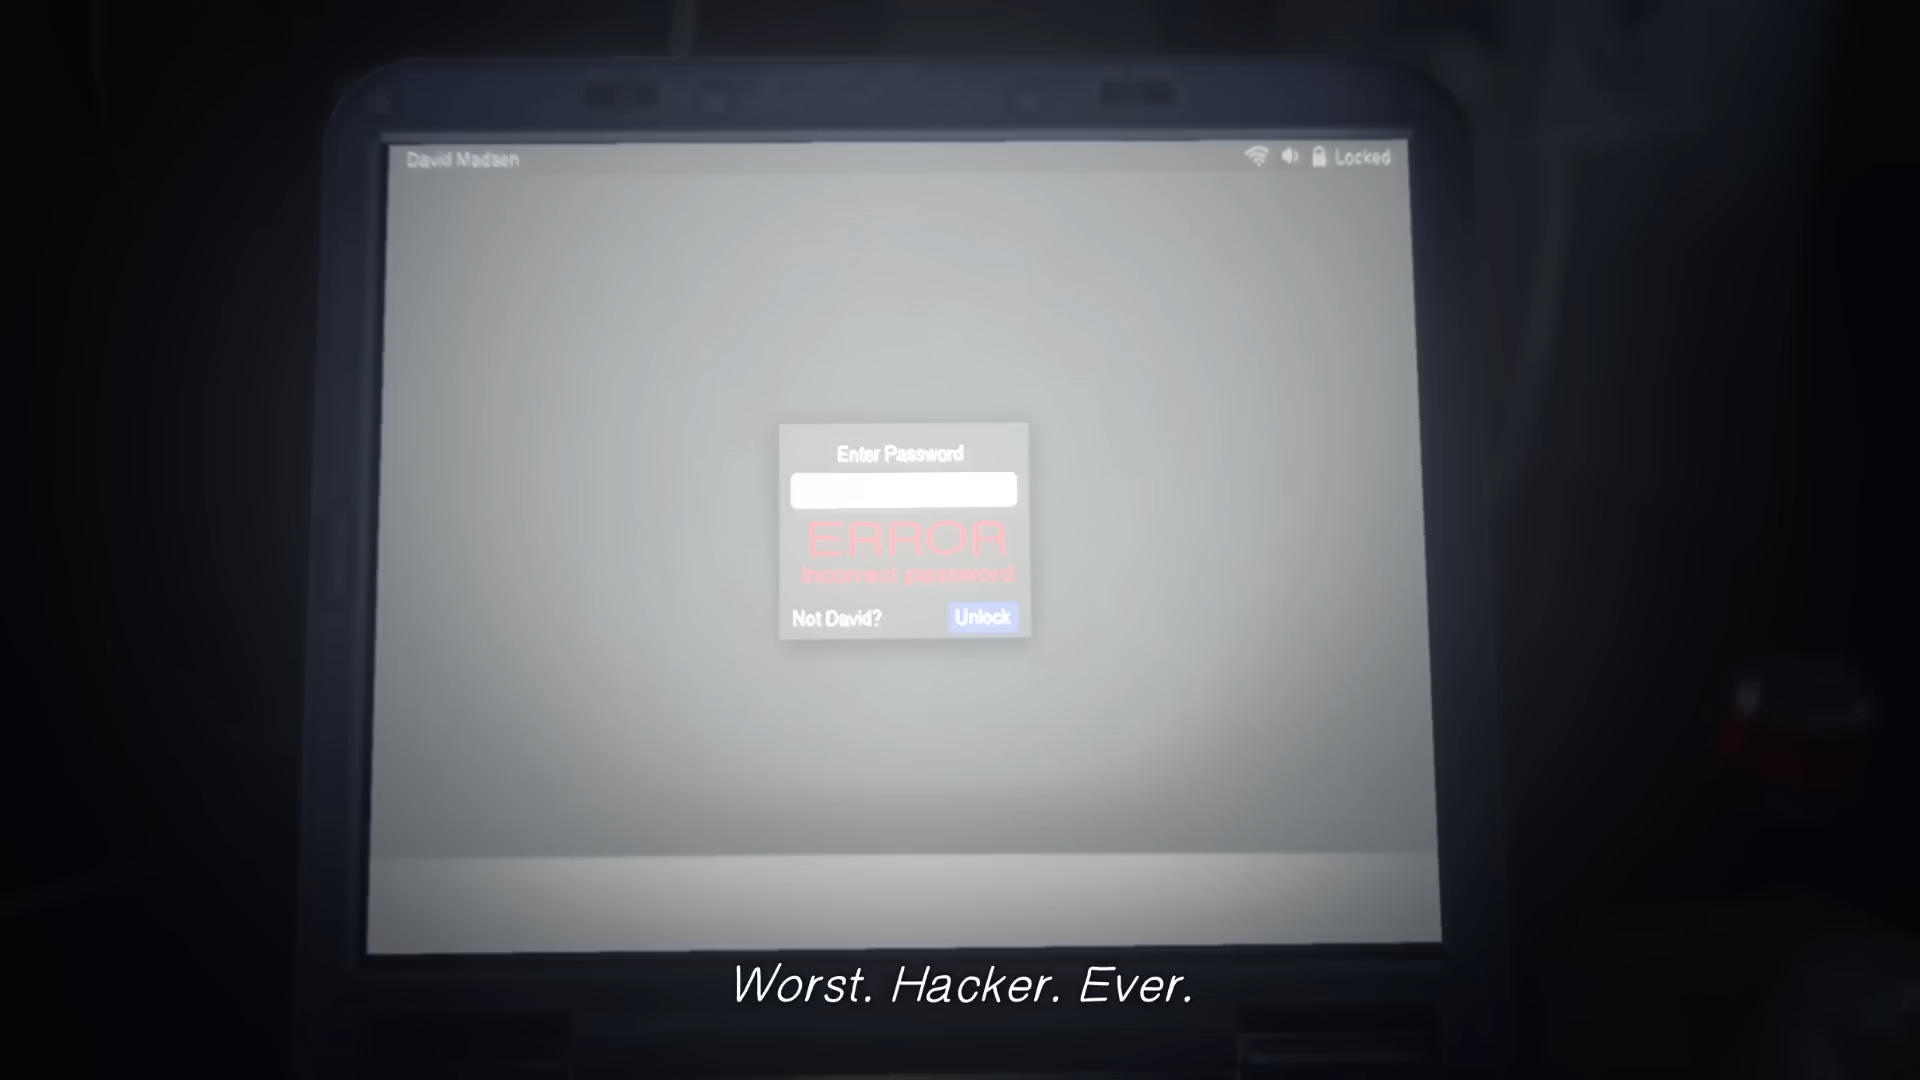 David Madsen
Locked
Enter Password
ERROR
Incorrect password
Not David?
Unlock
Worst. Hacker. Ever.